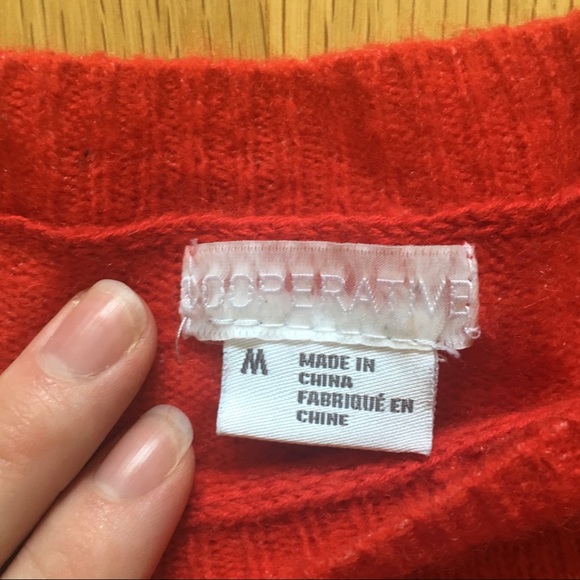 COOPERATIVE
M
MADE IN
CHINA
FABRIQUÉ EN
CHINE